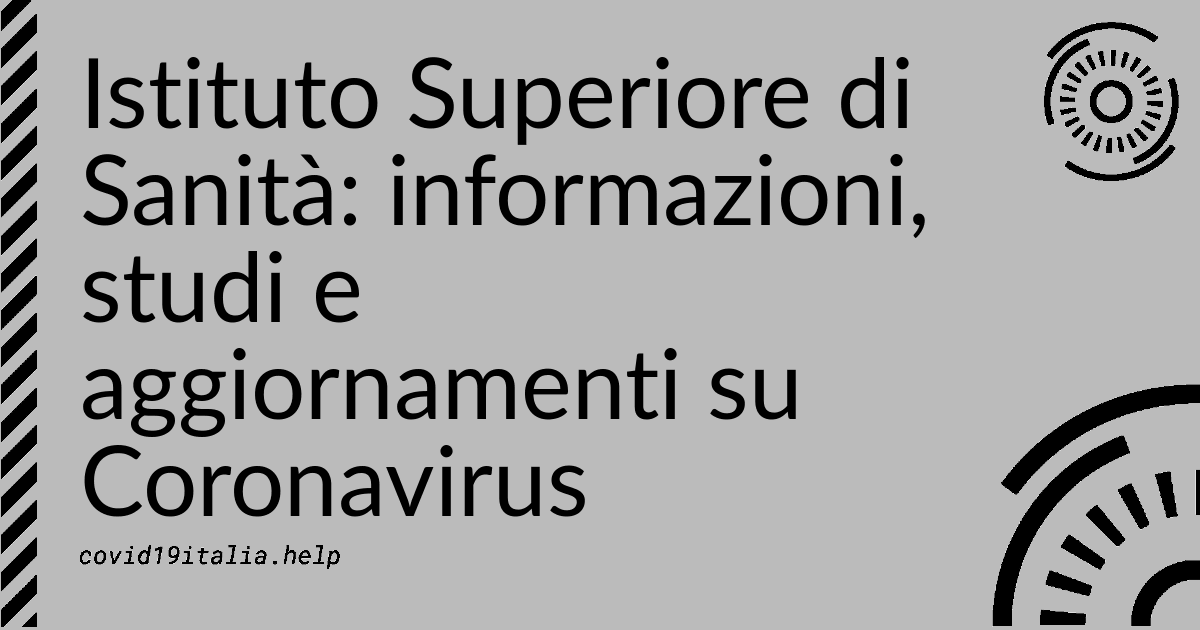 Istituto Superiore di
Sanità: informazioni,
studi e
aggiornamenti su
Coronavirus
covid19italia.help